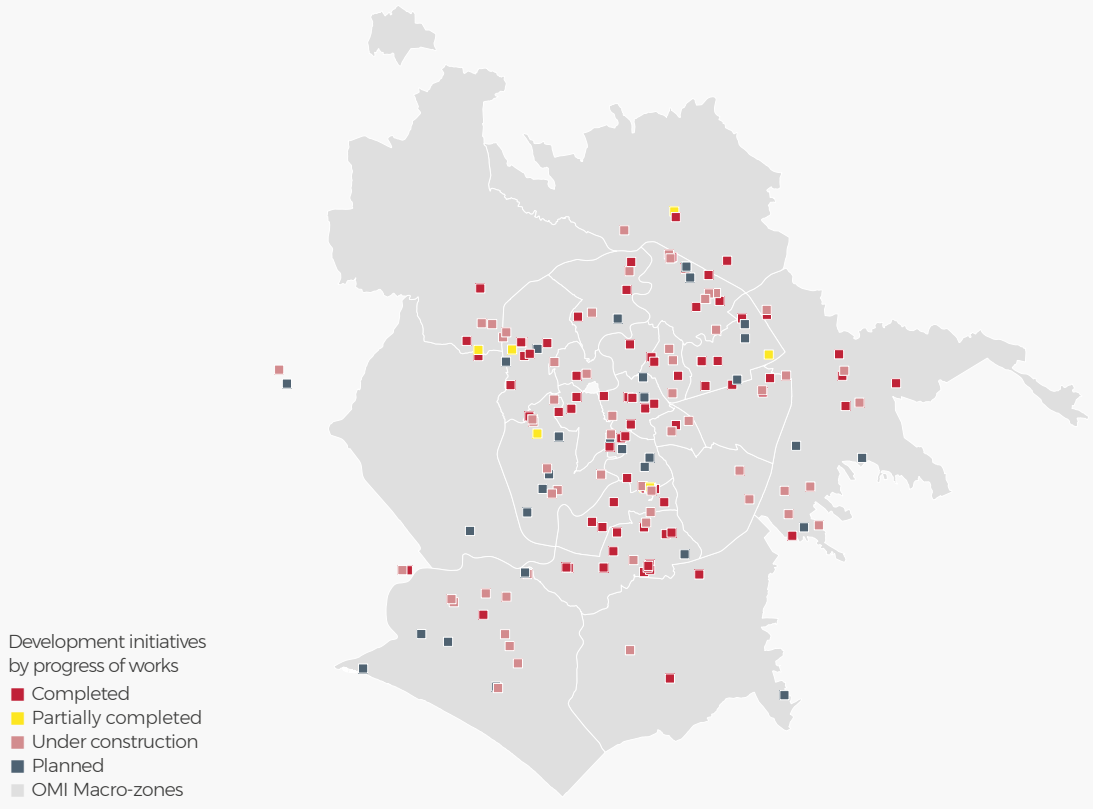 Development initiatives
by progress of works
Completed
Partially completed
Under construction
Planned
OMI Macro-zones